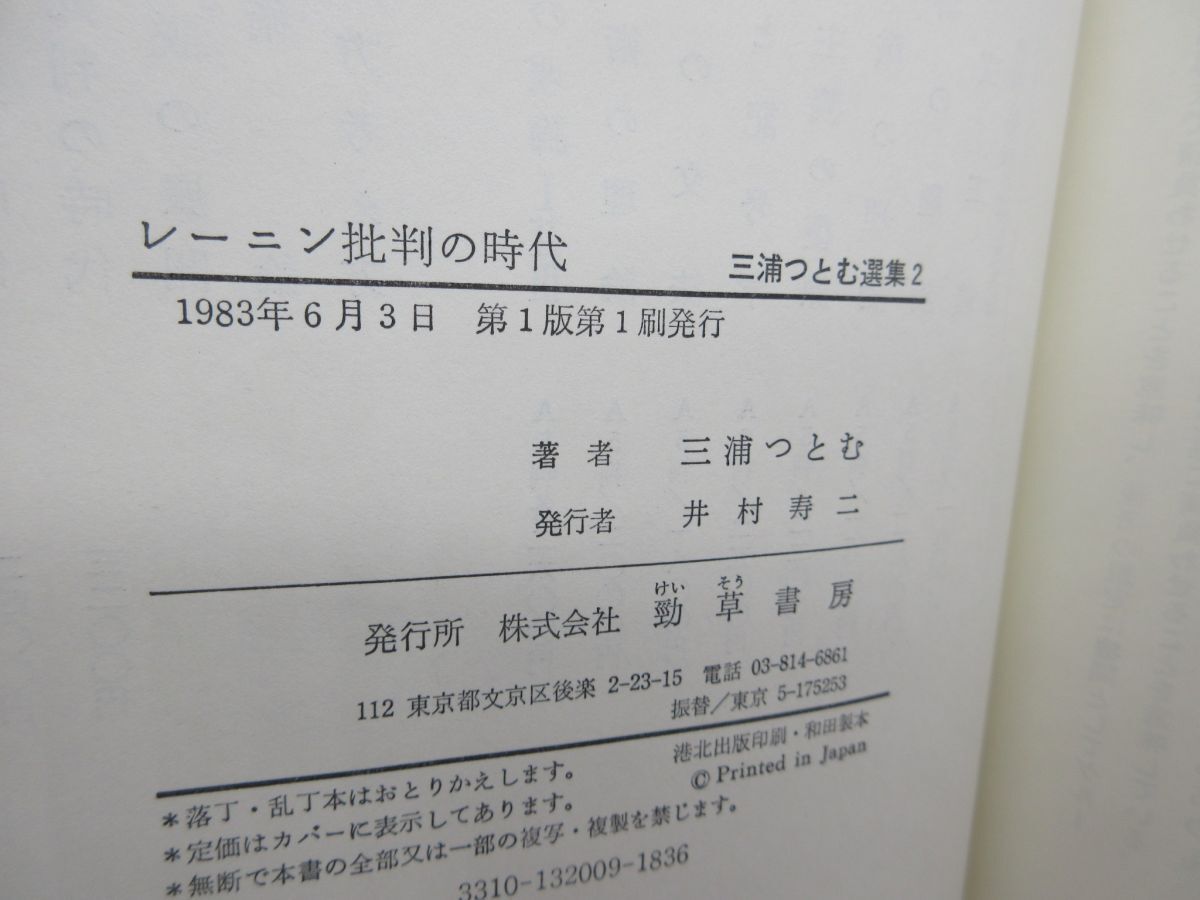 レーニン批判の時代　三浦つとむ選集2
1983年6月3日　第1版第1刷発行
著者　三浦つとむ
発行者　井村寿二
けい　そう
発行所　株式会社　勁草書房
112 東京都文京区後楽 2-23-15　電話 03-814-6861
振替／東京 5-175253
港北出版印刷・和田製本
© Printed in Japan
＊落丁・乱丁本はおとりかえします。
＊定価はカバーに表示してあります。
＊無断で本書の全部又は一部の複写・複製を禁じます。
3310-132009-1836